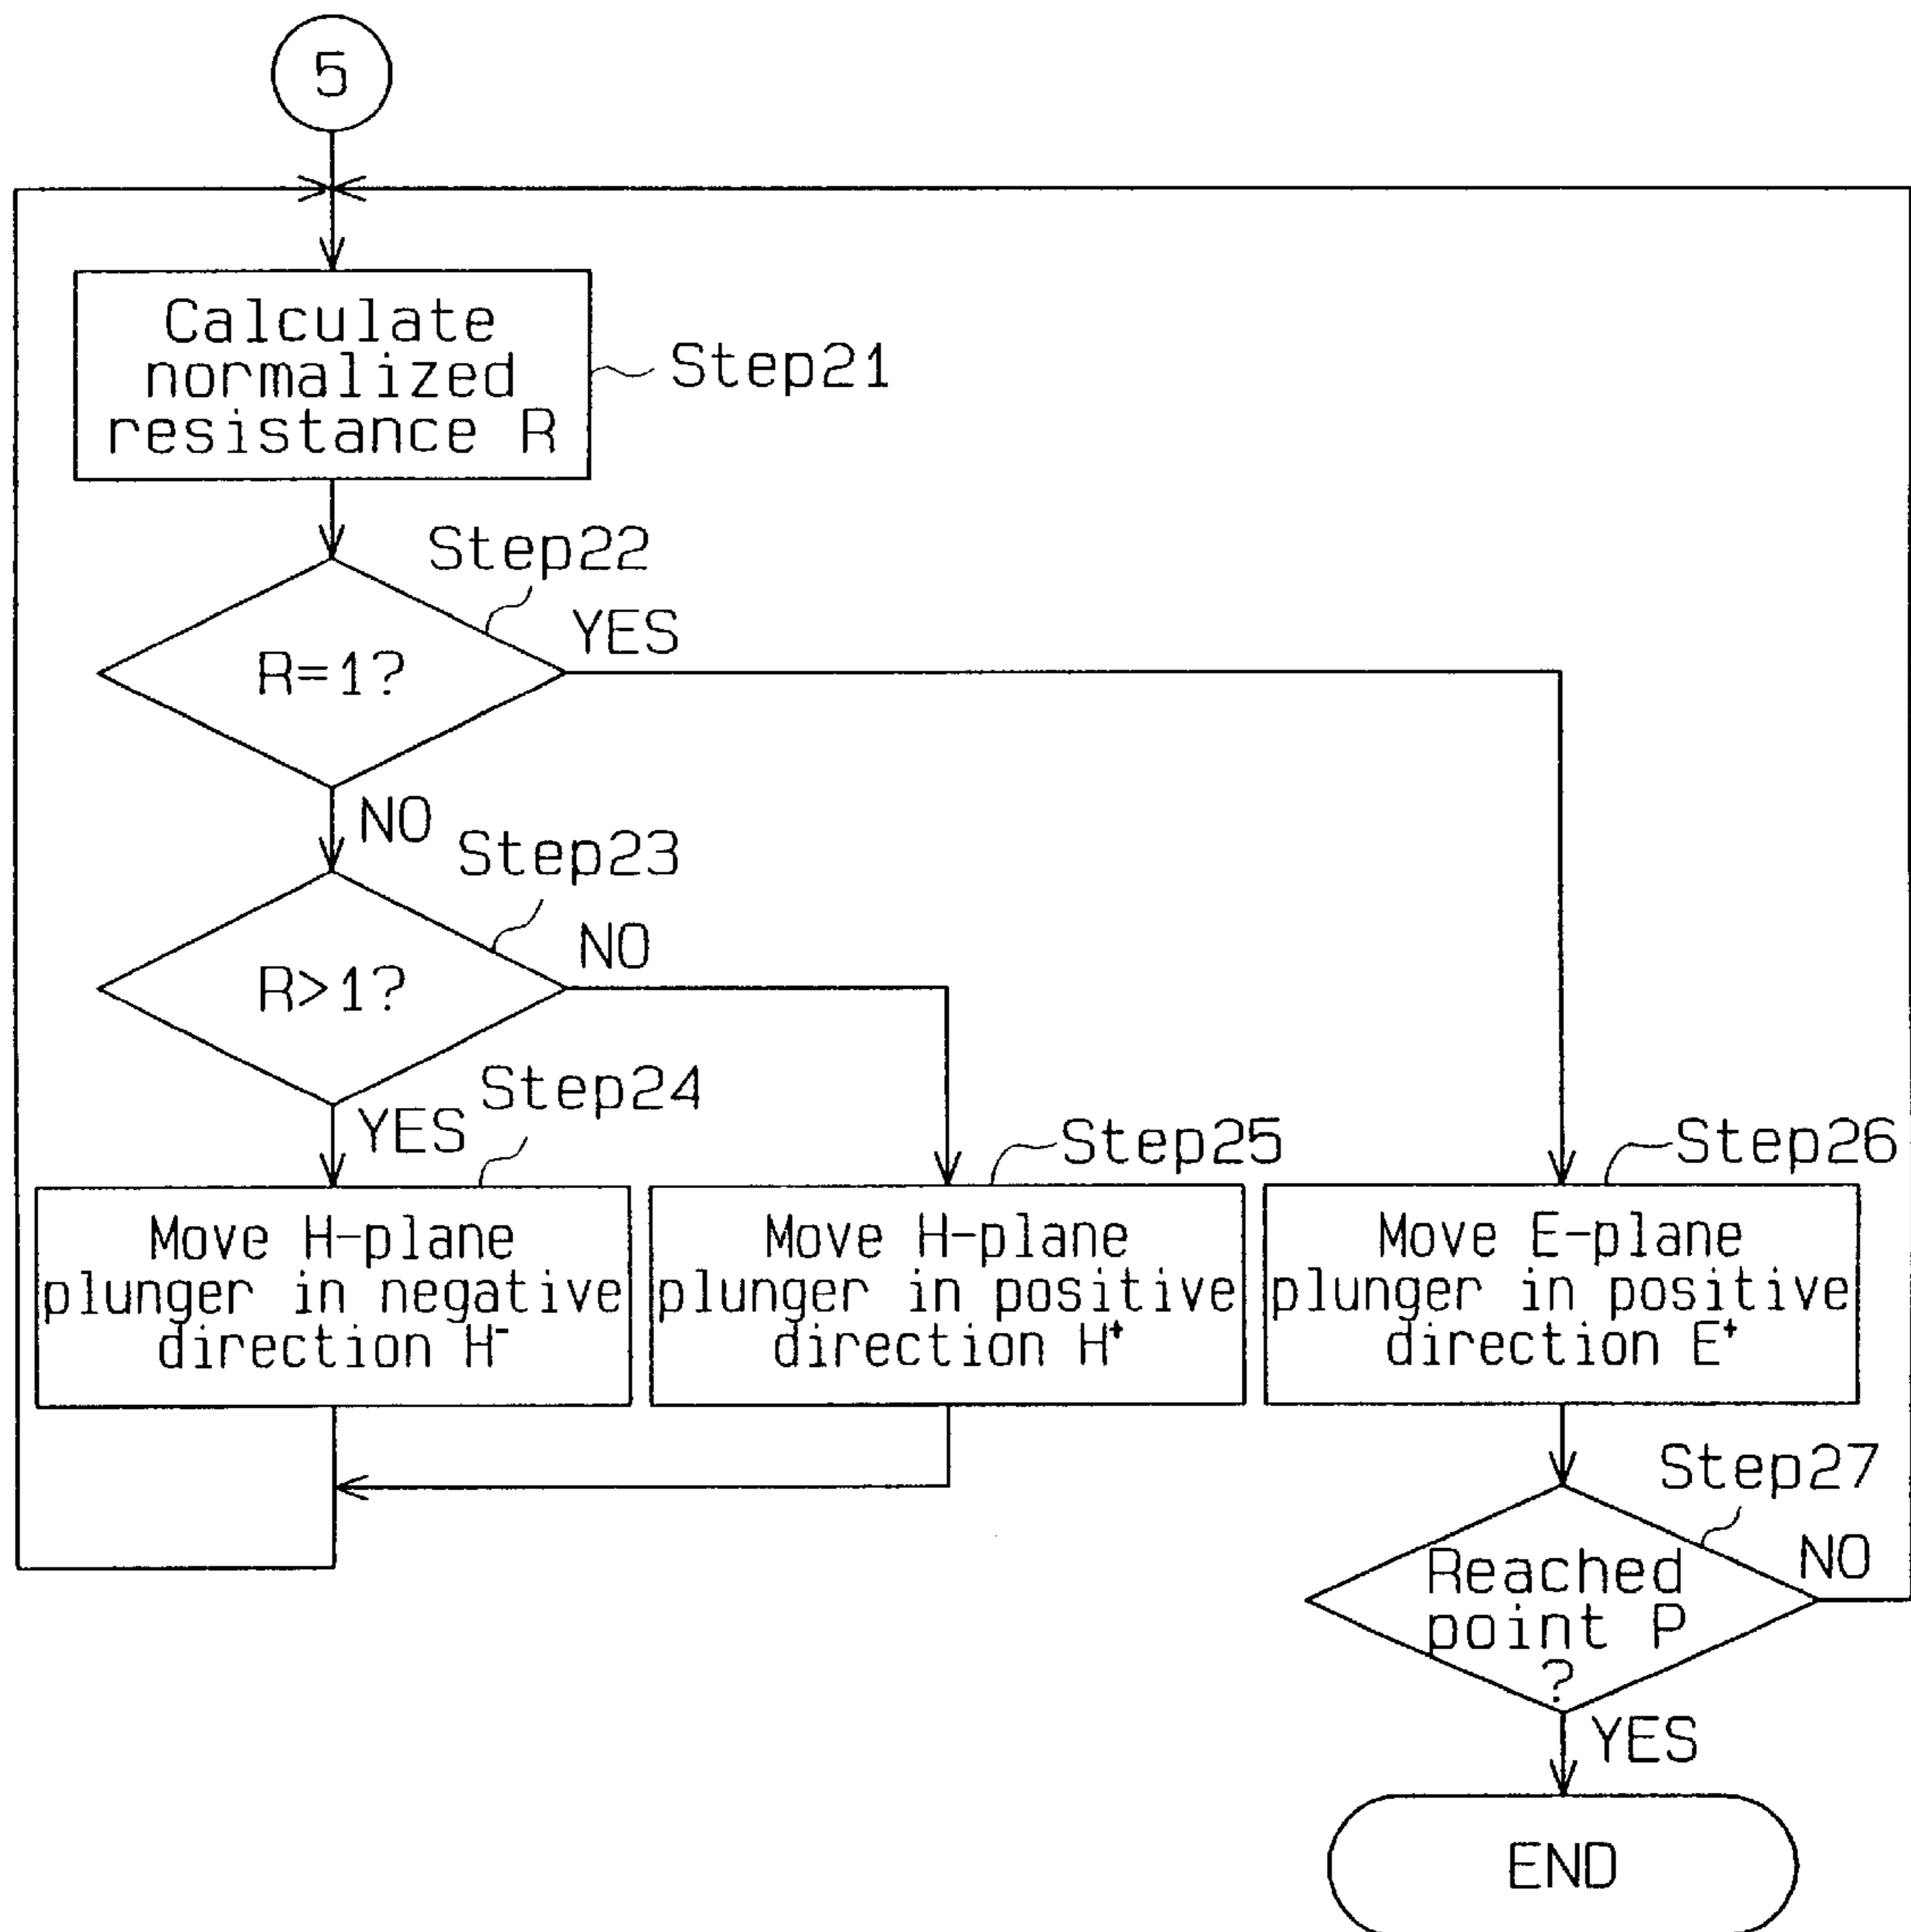 5
Calculate
normalized
resistance R
Step21
Step22
YES
R=1?
NO
Step23
NO
R>1?
Step24
YES
Step25
Step26
Move H-plane
plunger in negative
direction H⁻
Move H-plane
plunger in positive
direction H⁺
Move E-plane
plunger in positive
direction E⁺
Step27
NO
Reached
point P
?
YES
END